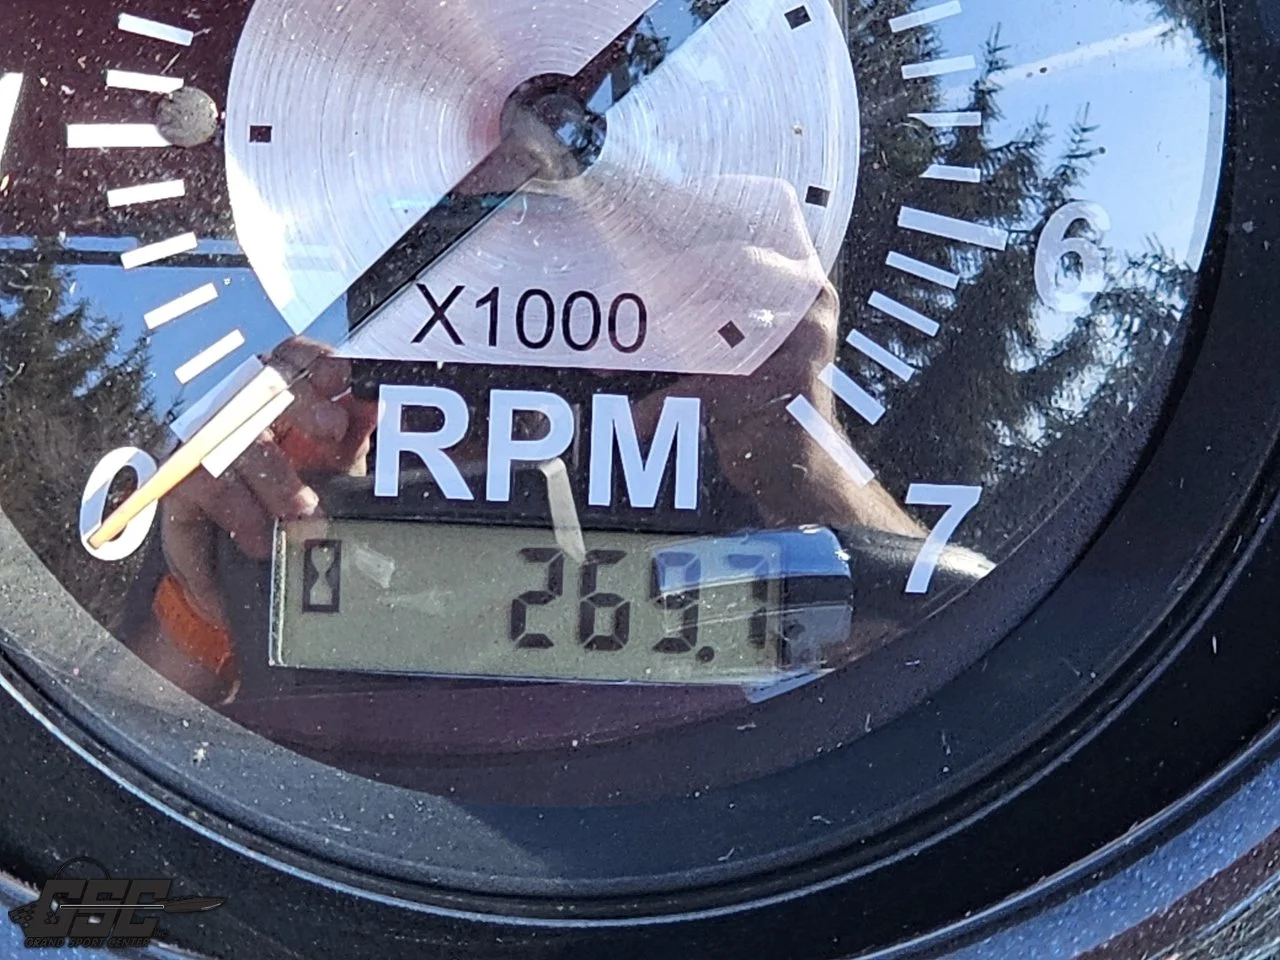 6
X1000
RPM
0
7
269.7
GSC
GRAND SPORT CENTER